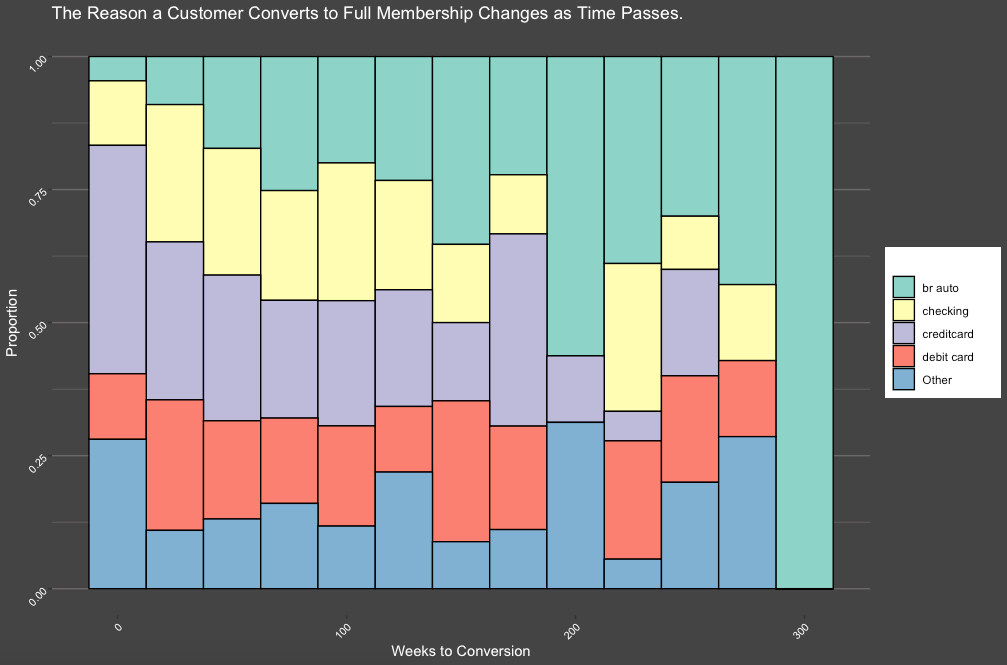 The Reason a Customer Converts to Full Membership Changes as Time Passes.
1.00
0.75
0.50
0.25
0.00
Proportion
0
100
200
300
Weeks to Conversion
br auto
checking
creditcard
debit card
Other